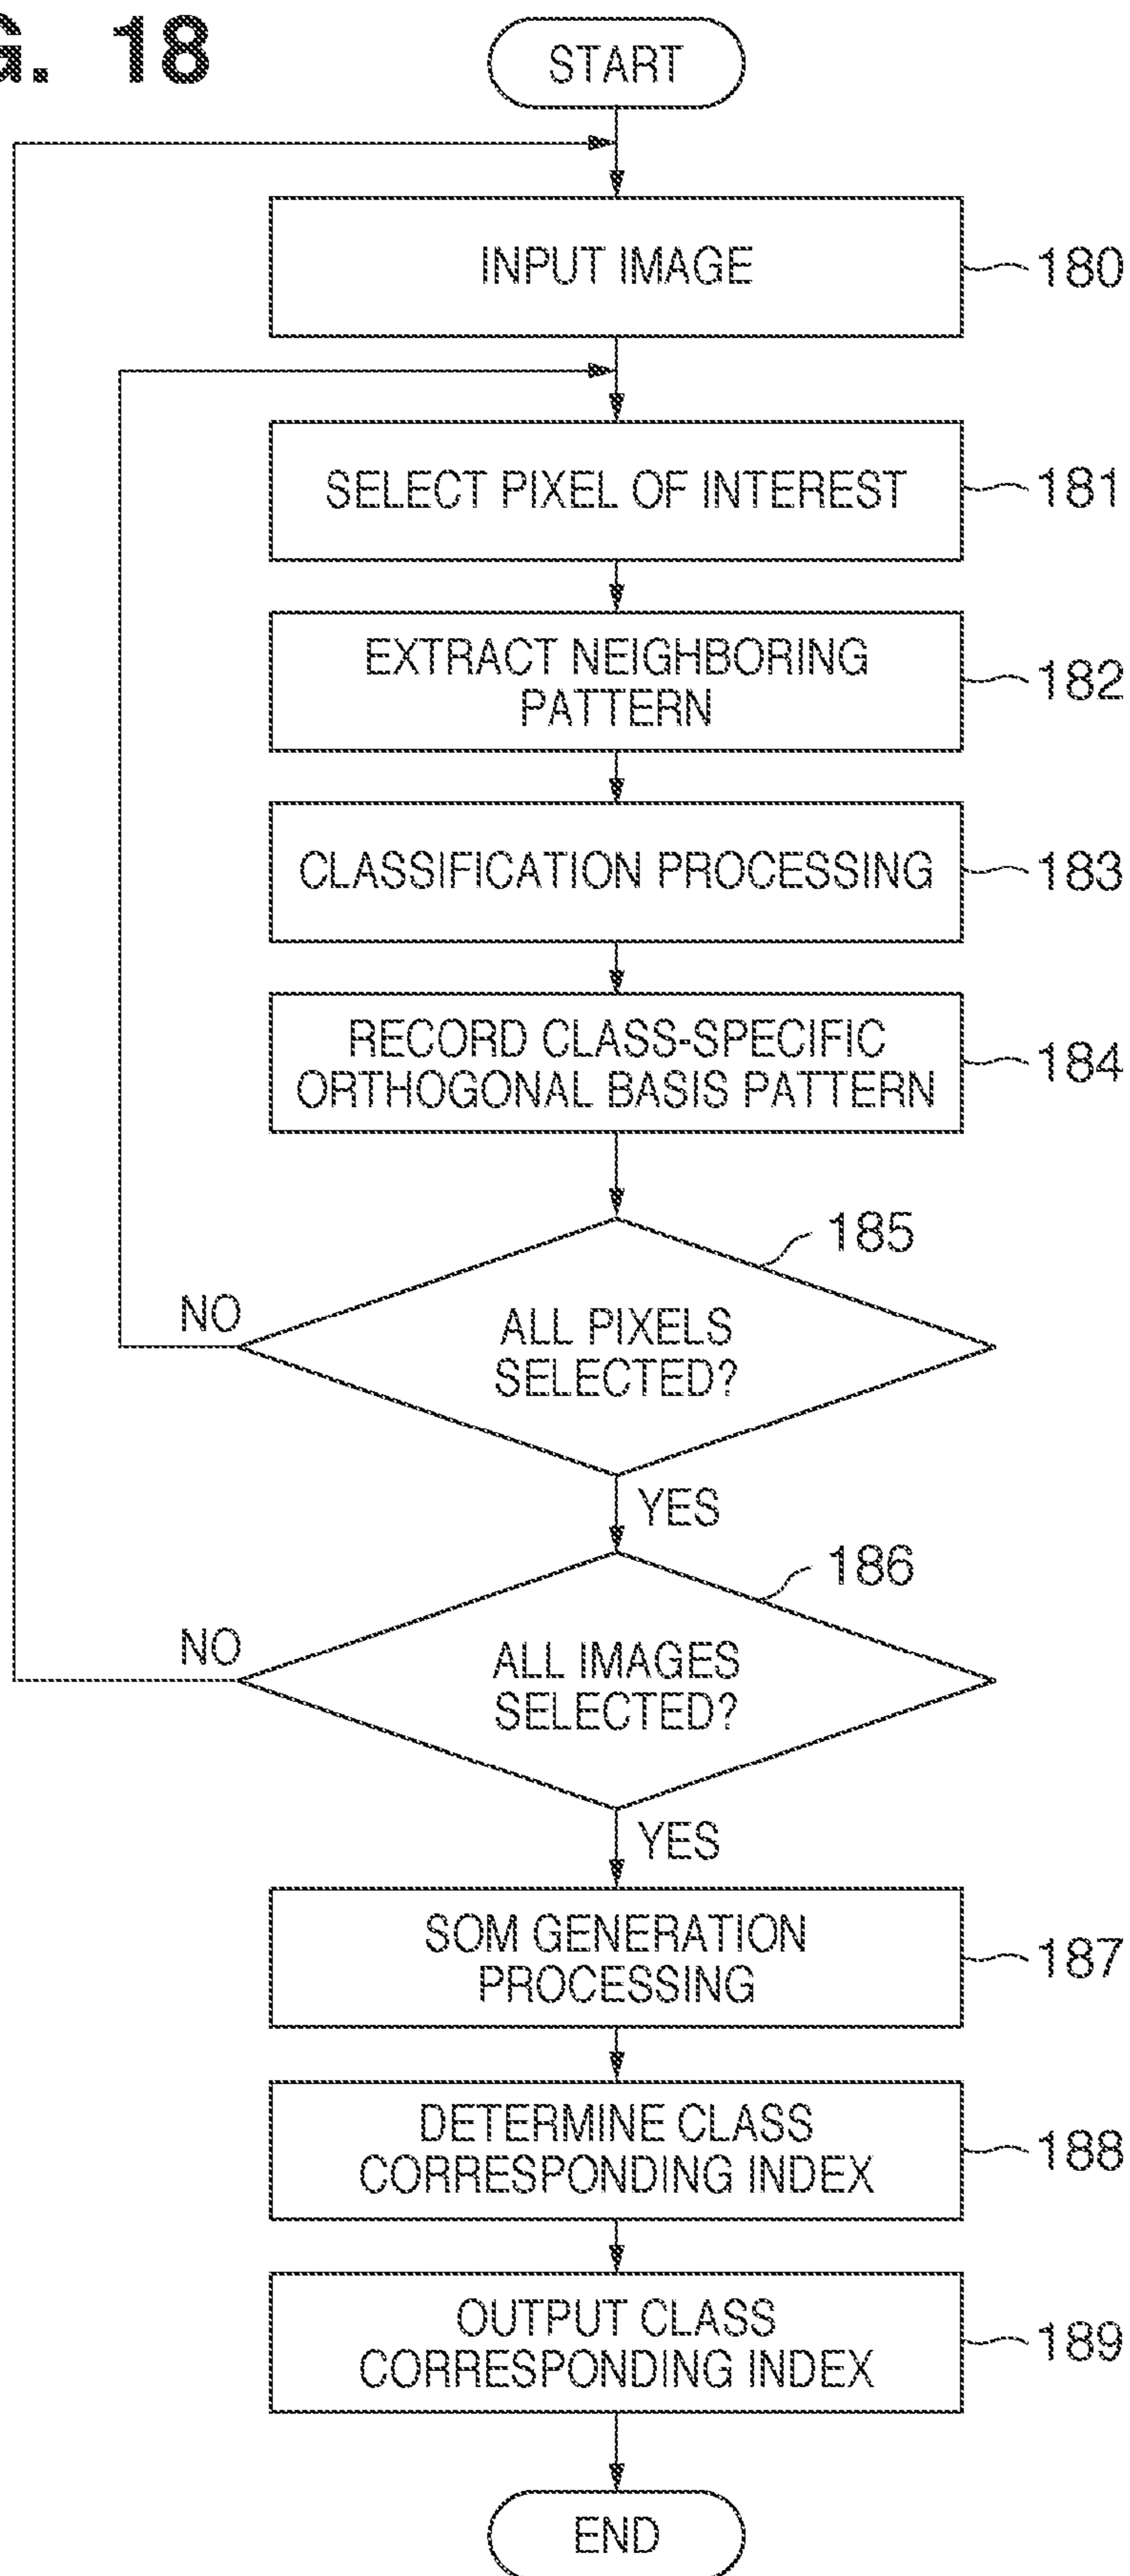 G. 18
START
INPUT IMAGE
180
SELECT PIXEL OF INTEREST
181
EXTRACT NEIGHBORING
PATTERN
182
CLASSIFICATION PROCESSING
183
RECORD CLASS-SPECIFIC
ORTHOGONAL BASIS PATTERN
184
185
ALL PIXELS
SELECTED?
NO
YES
186
ALL IMAGES
SELECTED?
NO
YES
SOM GENERATION
PROCESSING
187
DETERMINE CLASS
CORRESPONDING INDEX
188
OUTPUT CLASS
CORRESPONDING INDEX
189
END